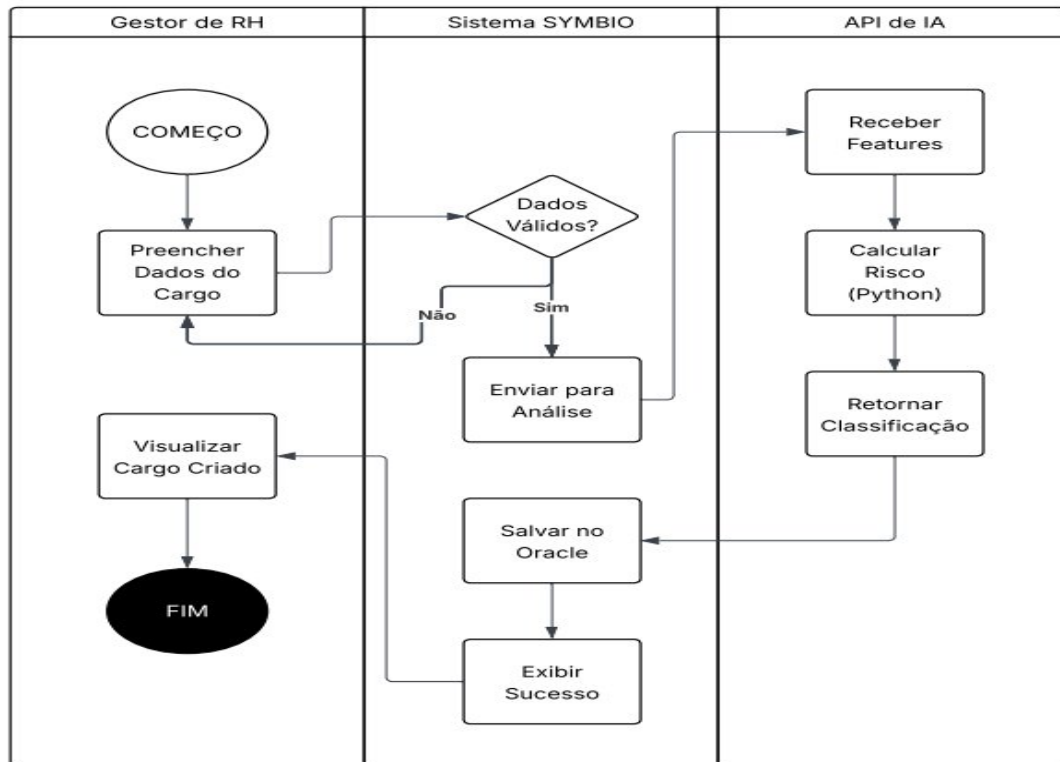 Gestor de RH
Sistema SYMBIO
API de IA
COMEÇO
Preencher
Dados do
Cargo
Dados
Válidos?
Não
Sim
Enviar para
Análise
Receber
Features
Calcular
Risco
(Python)
Retornar
Classificação
Salvar no
Oracle
Exibir
Sucesso
Visualizar
Cargo Criado
FIM